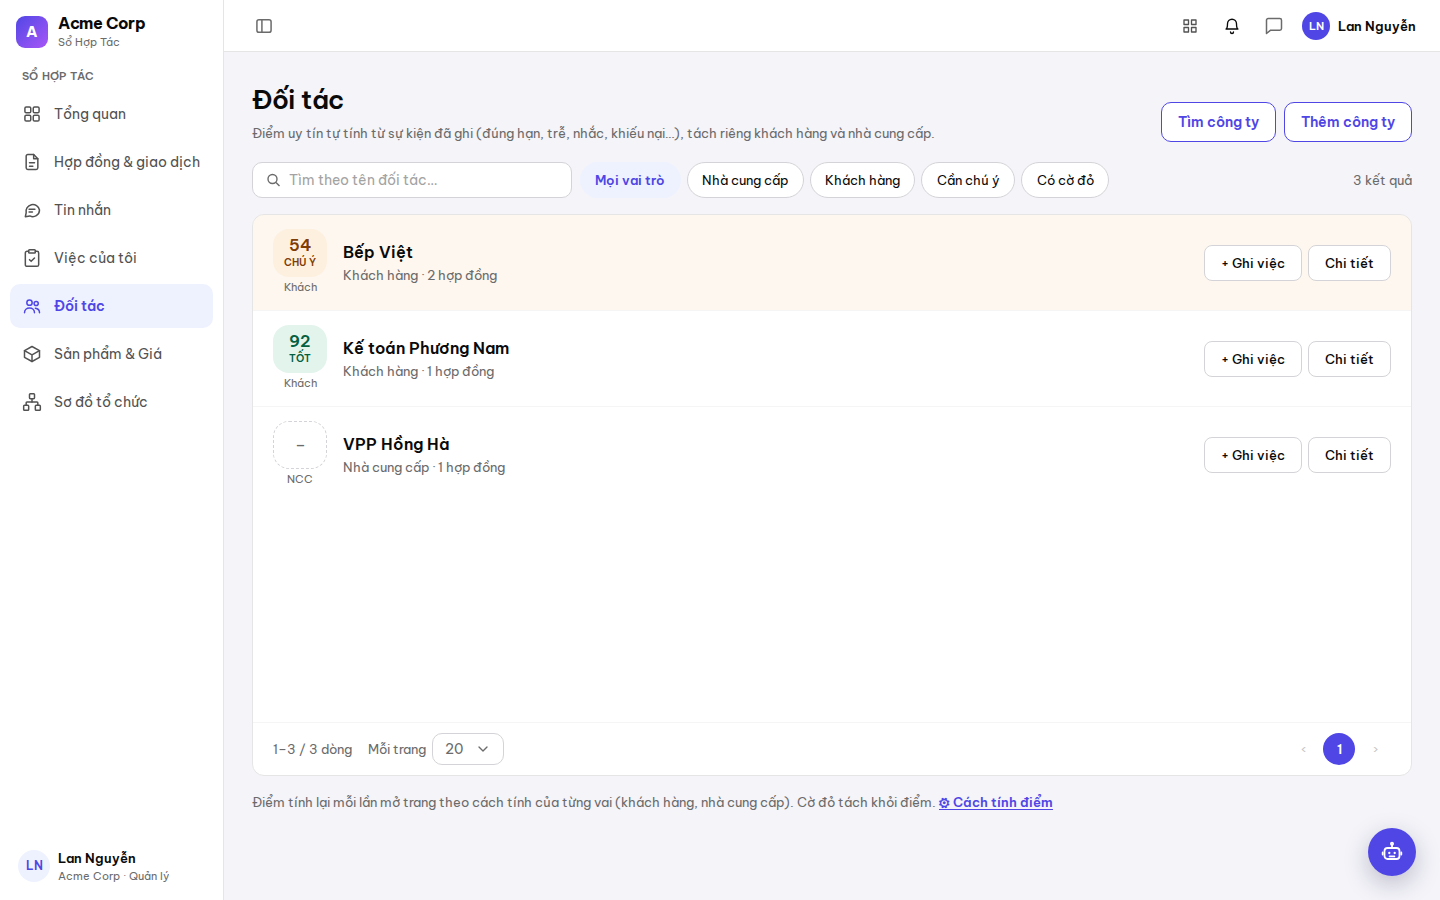 A
Acme Corp
Sổ Hợp Tác
SỔ HỢP TÁC
Tổng quan
Hợp đồng & giao dịch
Tin nhắn
Việc của tôi
Đối tác
Sản phẩm & Giá
Sơ đồ tổ chức
LN
Lan Nguyễn
Acme Corp · Quản lý
LN Lan Nguyễn
Đối tác
Điểm uy tín tự tính từ sự kiện đã ghi (đúng hạn, trễ, nhắc, khiếu nại...), tách riêng khách hàng và nhà cung cấp.
Tìm công ty
Thêm công ty
Tìm theo tên đối tác...
Mọi vai trò
Nhà cung cấp
Khách hàng
Cần chú ý
Có cờ đỏ
3 kết quả
54
CHÚ Ý
Khách
Bếp Việt
Khách hàng · 2 hợp đồng
+ Ghi việc
Chi tiết
92
TỐT
Khách
Kế toán Phương Nam
Khách hàng · 1 hợp đồng
+ Ghi việc
Chi tiết
–
NCC
VPP Hồng Hà
Nhà cung cấp · 1 hợp đồng
+ Ghi việc
Chi tiết
1–3 / 3 dòng
Mỗi trang
20
‹
1
›
Điểm tính lại mỗi lần mở trang theo cách tính của từng vai (khách hàng, nhà cung cấp). Cờ đỏ tách khỏi điểm. ⚙ Cách tính điểm